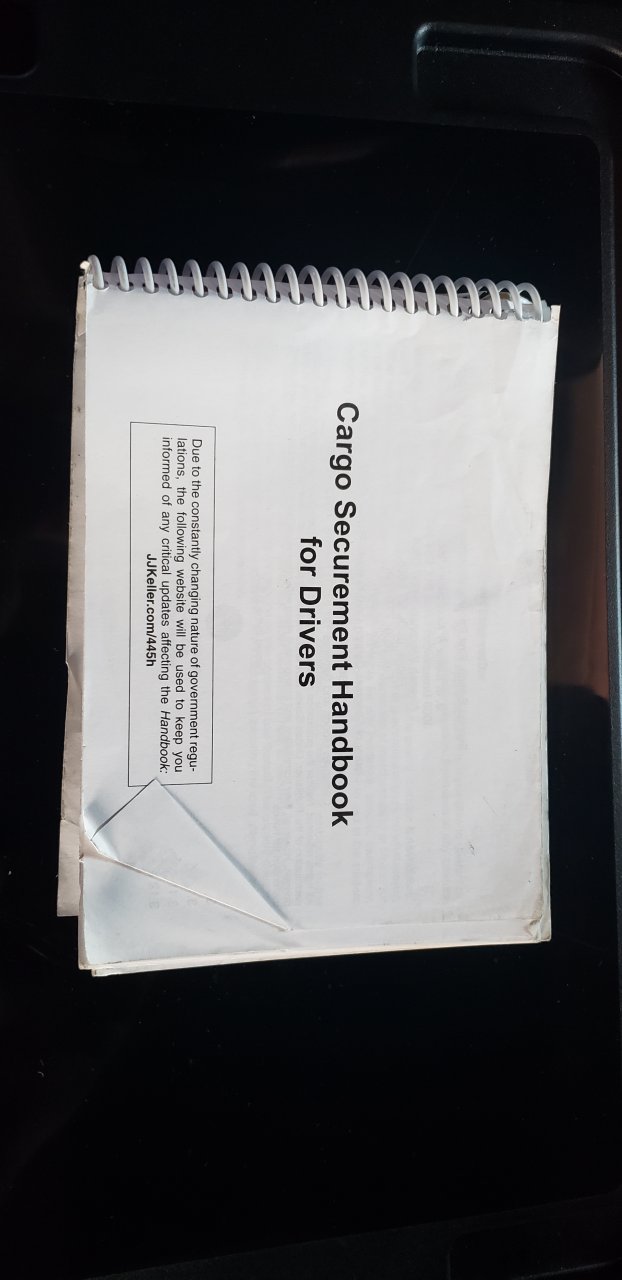 Cargo Securement Handbook
for Drivers
Due to the constantly changing nature of government regu-
lations, the following website will be used to keep you
informed of any critical updates affecting the Handbook:
JJKeller.com/445h